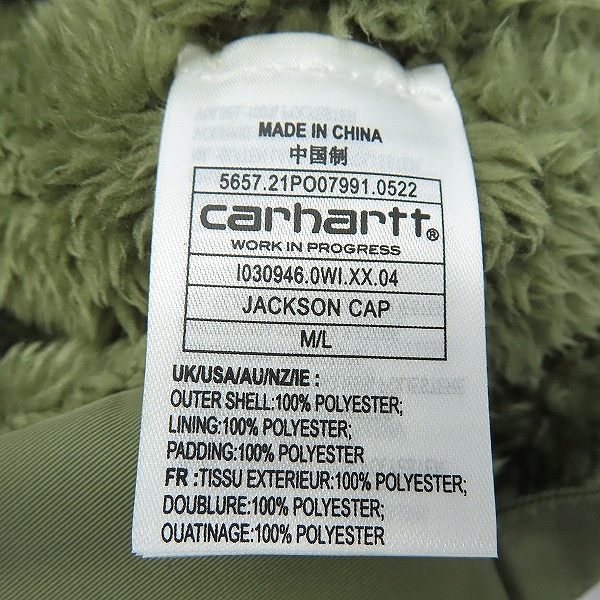 MADE IN CHINA
中国制
5657.21PO07991.0522
carhartt®
WORK IN PROGRESS
I030946.0WI.XX.04
JACKSON CAP
M/L
UK/USA/AU/NZ/IE :
OUTER SHELL:100% POLYESTER;
LINING:100% POLYESTER;
PADDING:100% POLYESTER
FR :TISSU EXTERIEUR:100% POLYESTER;
DOUBLURE:100% POLYESTER;
OUATINAGE:100% POLYESTER